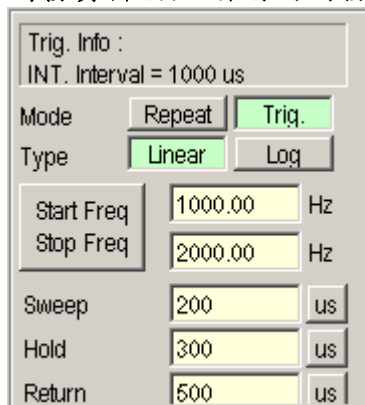 Trig. Info :
INT. Interval = 1000 us
Mode Repeat Trig.
Type Linear Log
Start Freq 1000.00 Hz
Stop Freq 2000.00 Hz
Sweep 200 us
Hold 300 us
Return 500 us